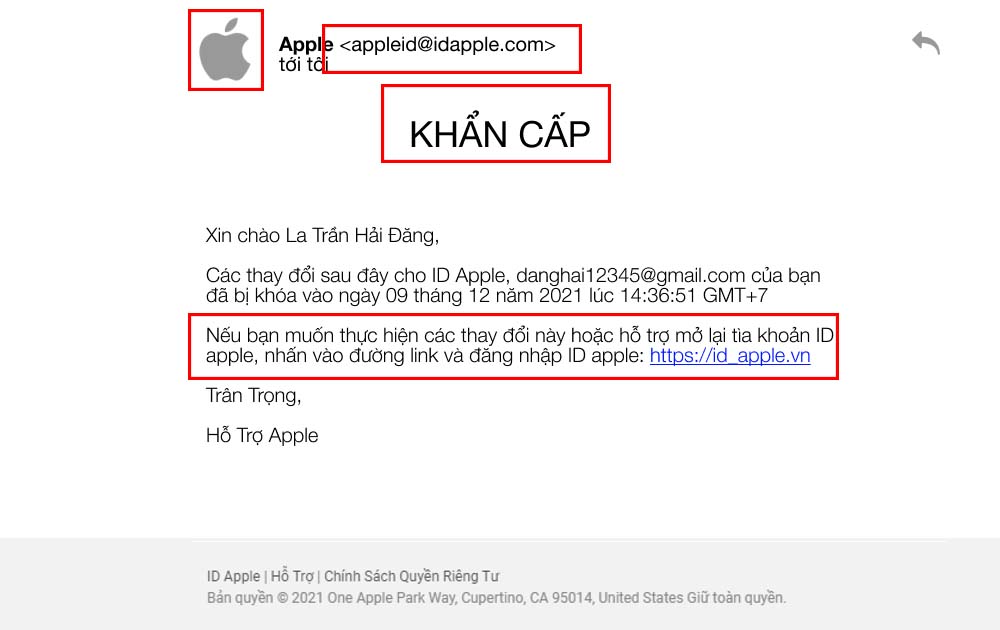 Apple <appleid@idapple.com>
tới tôi
KHẨN CẤP
Xin chào La Trần Hải Đăng,
Các thay đổi sau đây cho ID Apple, danghai12345@gmail.com của bạn
đã bị khóa vào ngày 09 tháng 12 năm 2021 lúc 14:36:51 GMT+7
Nếu bạn muốn thực hiện các thay đổi này hoặc hỗ trợ mở lại tìa khoản ID
apple, nhấn vào đường link và đăng nhập ID apple: https://id_apple.vn
Trân Trọng,
Hỗ Trợ Apple
ID Apple | Hỗ Trợ | Chính Sách Quyền Riêng Tư
Bản quyền © 2021 One Apple Park Way, Cupertino, CA 95014, United States Giữ toàn quyền.